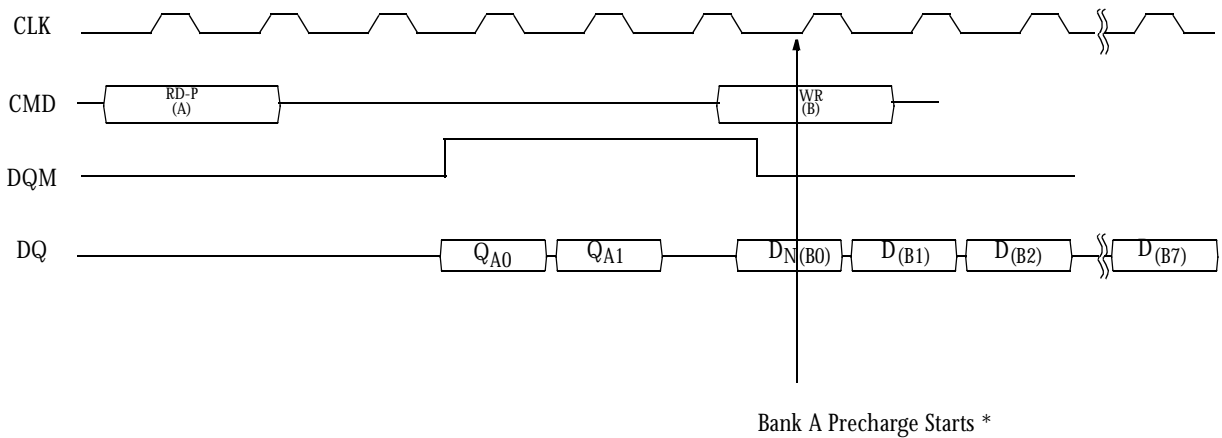 CLK
CMD
RD-P
(A)
WR
(B)
DQM
DQ
QA0
QA1
DN(B0)
D(B1)
D(B2)
D(B7)
Bank A Precharge Starts *